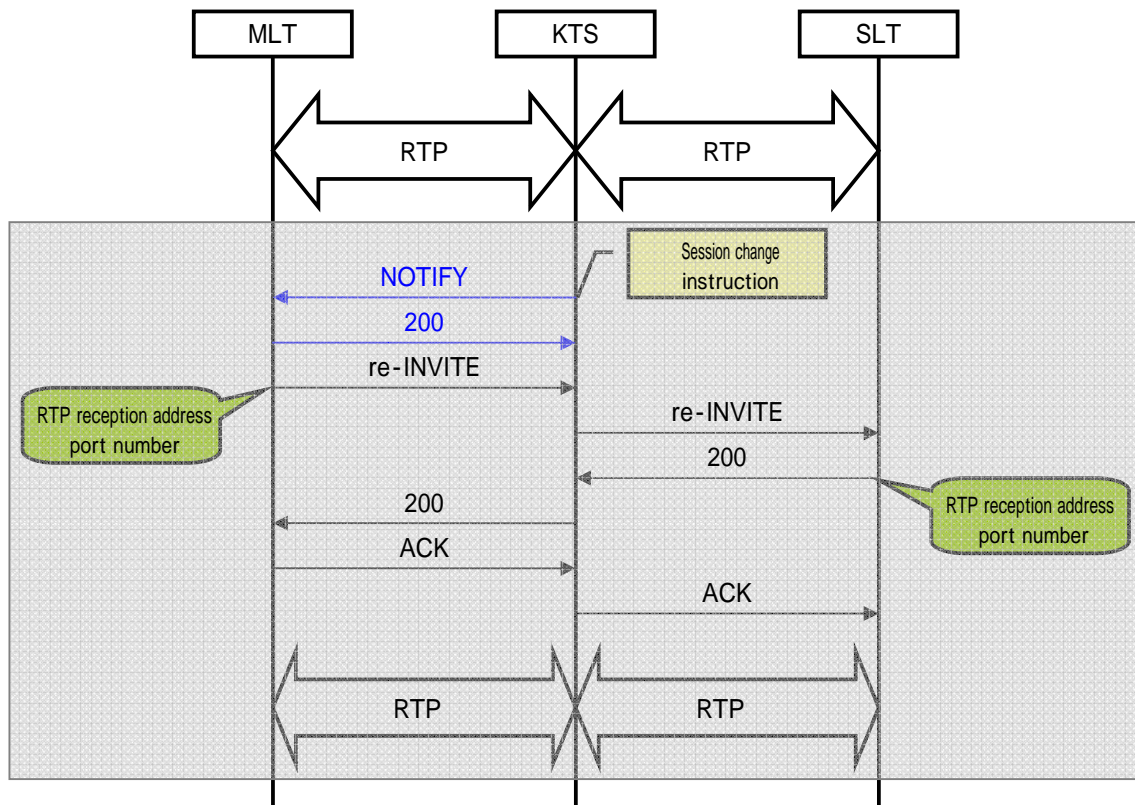 MLT
KTS
SLT
RTP
RTP
Session change
instruction
NOTIFY
200
re-INVITE
RTP reception address
port number
re-INVITE
200
RTP reception address
port number
200
ACK
ACK
RTP
RTP